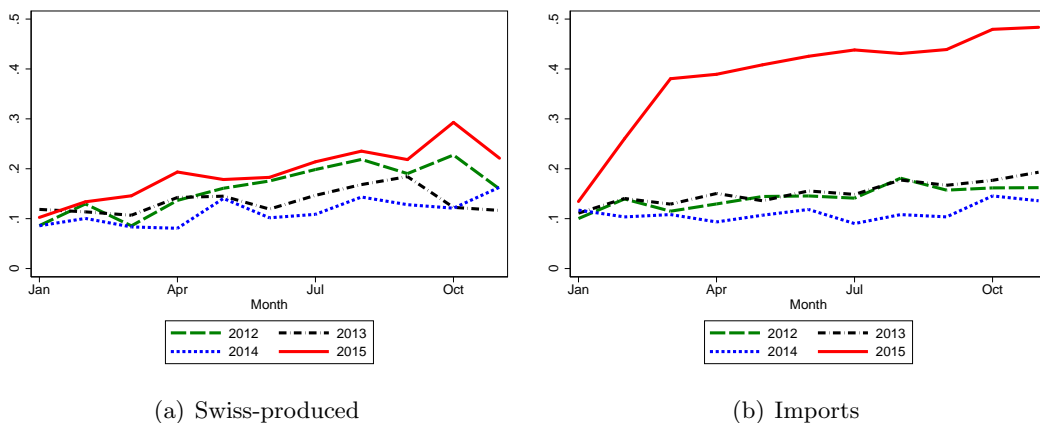 .5
.4
.3
.2
.1
0
Jan
Apr
Jul
Oct
Month
2012
2013
2014
2015
(a) Swiss-produced
.5
.4
.3
.2
.1
0
Jan
Apr
Jul
Oct
Month
2012
2013
2014
2015
(b) Imports